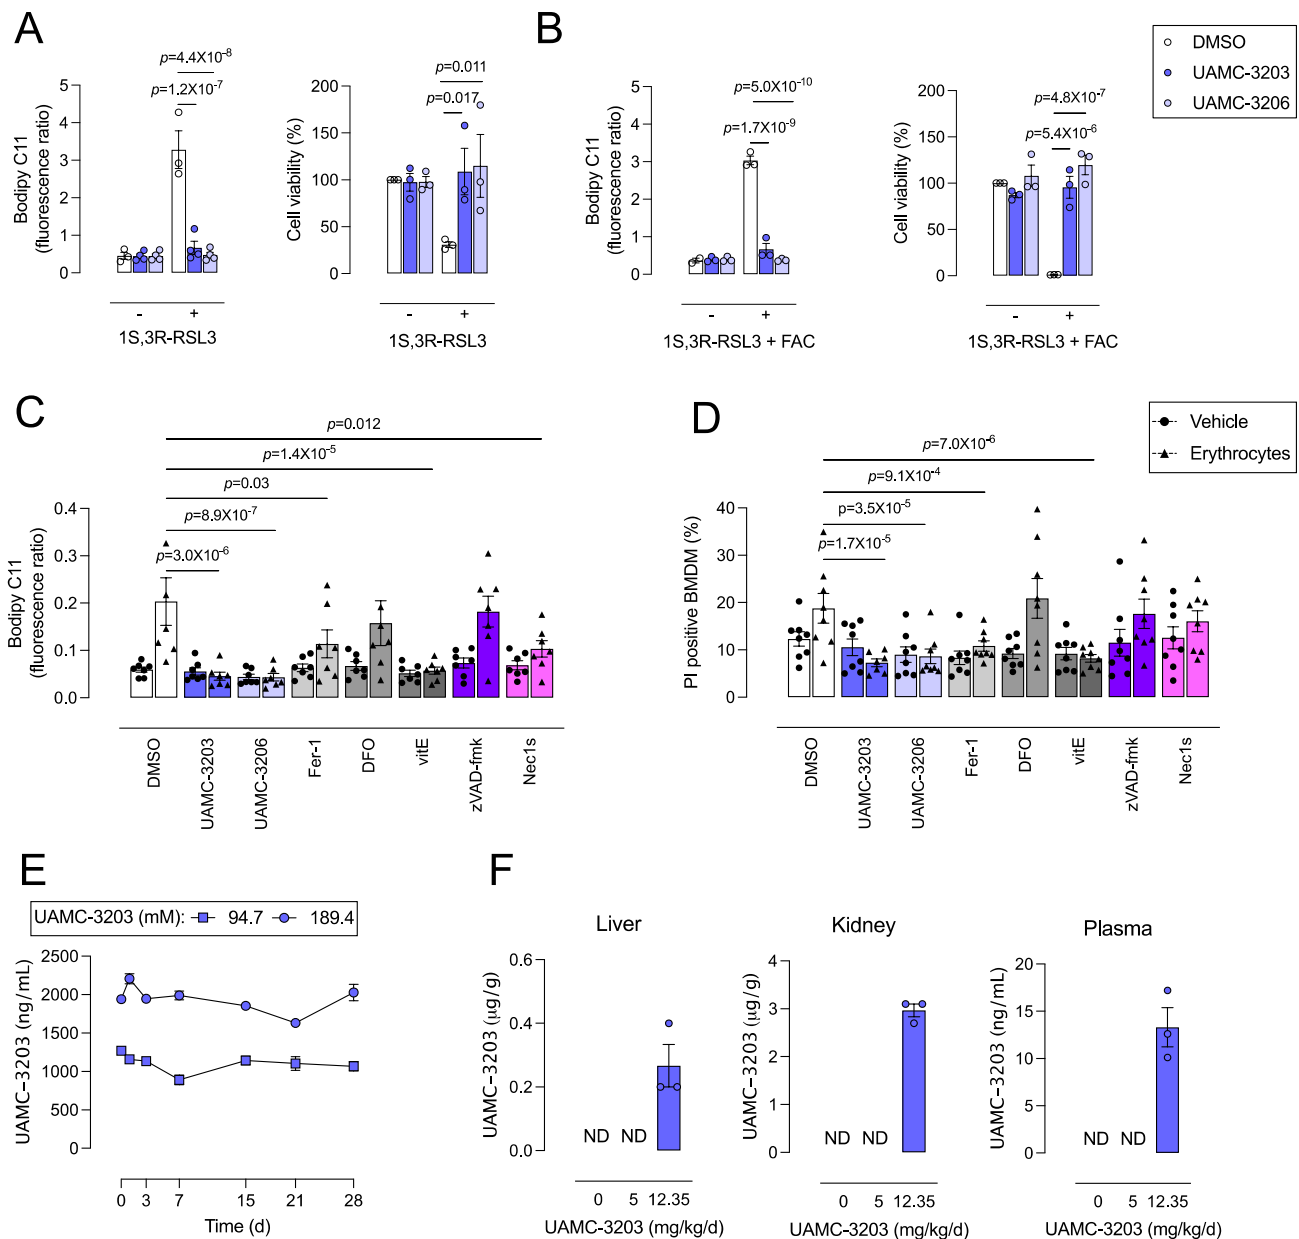 A
B
DMSO
UAMC-3203
UAMC-3206
p=4.4X10⁻⁸
p=1.2X10⁻⁷
Bodipy C11
(fluorescence ratio)
5
4
3
2
1
0
-
+
1S,3R-RSL3
p=0.011
p=0.017
Cell viability (%)
200
150
100
50
0
-
+
1S,3R-RSL3
p=5.0X10⁻¹⁰
p=1.7X10⁻⁹
Bodipy C11
(fluorescence ratio)
5
4
3
2
1
0
-
+
1S,3R-RSL3 + FAC
p=4.8X10⁻⁷
p=5.4X10⁻⁶
Cell viability (%)
200
150
100
50
0
-
+
1S,3R-RSL3 + FAC
C
p=0.012
p=1.4X10⁻⁵
p=0.03
p=8.9X10⁻⁷
p=3.0X10⁻⁶
Bodipy C11
(fluorescence ratio)
0.4
0.3
0.2
0.1
0.0
DMSO
UAMC-3203
UAMC-3206
Fer-1
DFO
vitE
zVAD-fmk
Nec1s
D
Vehicle
Erythrocytes
p=7.0X10⁻⁶
p=9.1X10⁻⁴
p=3.5X10⁻⁵
p=1.7X10⁻⁵
PI positive BMDM (%)
40
30
20
10
0
DMSO
UAMC-3203
UAMC-3206
Fer-1
DFO
vitE
zVAD-fmk
Nec1s
E
UAMC-3203 (mM): 94.7 189.4
UAMC-3203 (ng/mL)
2500
2000
1500
1000
500
0
0 3 7 15 21 28
Time (d)
F
Liver
UAMC-3203 (µg/g)
0.6
0.4
0.2
0.0
ND ND
0 5 12.35
UAMC-3203 (mg/kg/d)
Kidney
UAMC-3203 (µg/g)
4
3
2
1
0
ND ND
0 5 12.35
UAMC-3203 (mg/kg/d)
Plasma
UAMC-3203 (ng/mL)
20
15
10
5
0
ND ND
0 5 12.35
UAMC-3203 (mg/kg/d)